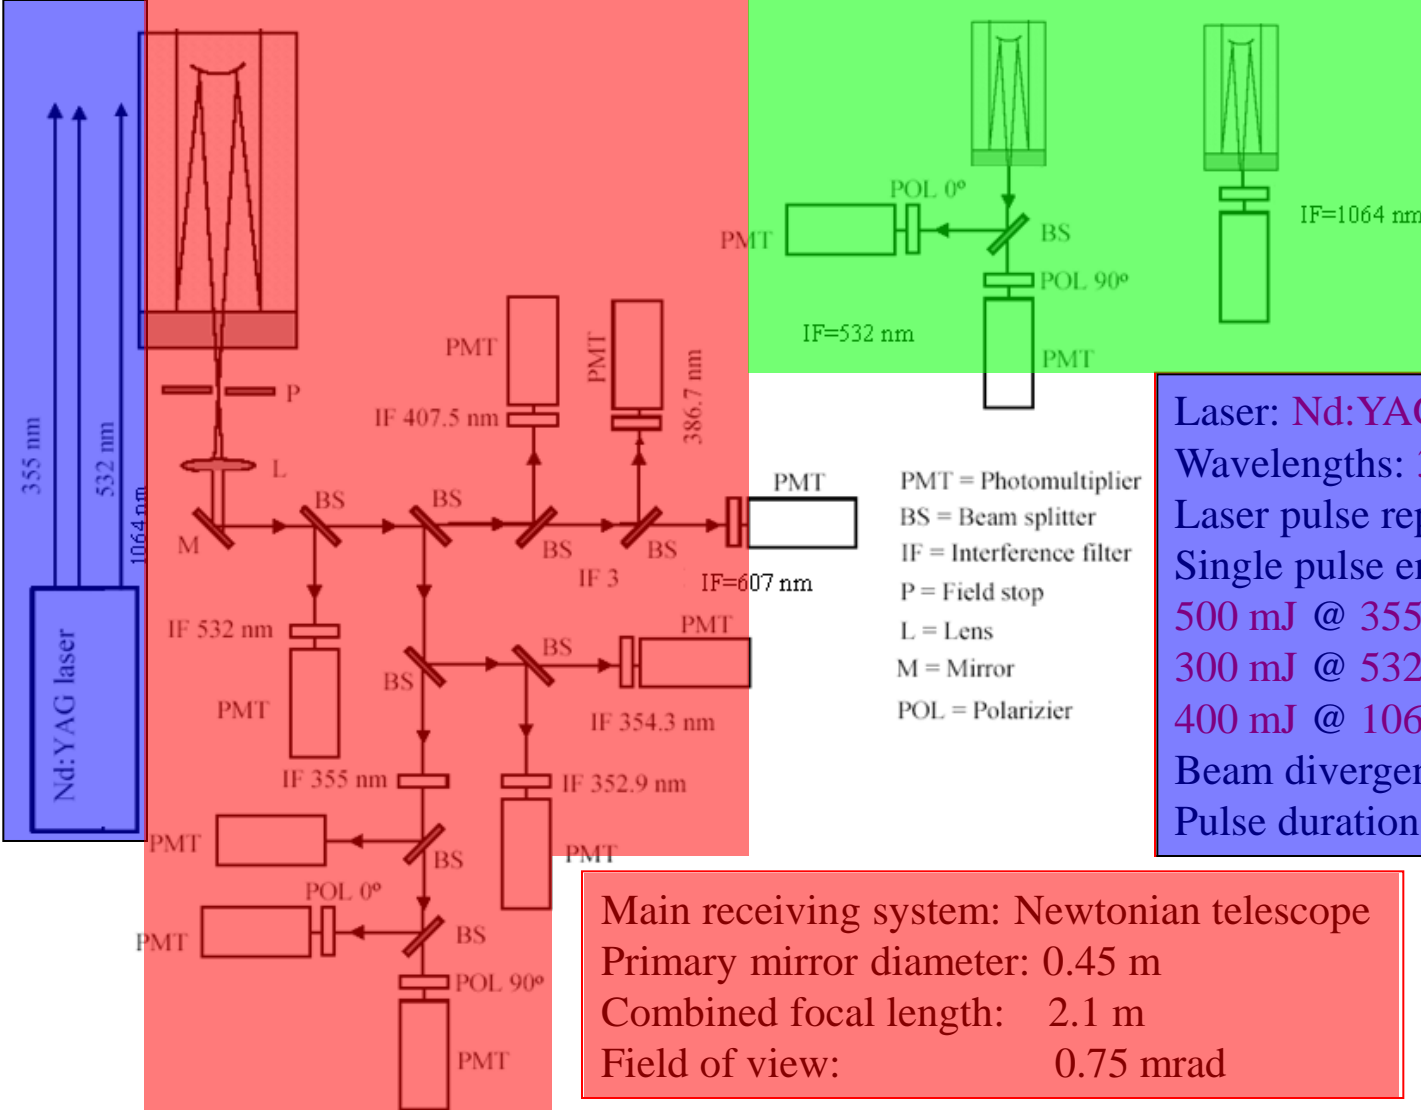 355 nm
532 nm
1064 nm
Nd:YAG laser
P
L
M
BS
BS
BS
BS
IF 3
PMT
IF 407.5 nm
PMT
386.7 nm
PMT
IF=607 nm
IF 532 nm
PMT
BS
BS
PMT
IF 354.3 nm
IF 355 nm
IF 352.9 nm
PMT
PMT
BS
POL 0º
PMT
BS
POL 90º
PMT
POL 0º
PMT
BS
POL 90º
IF=532 nm
PMT
IF=1064 nm
PMT = Photomultiplier
BS = Beam splitter
IF = Interference filter
P = Field stop
L = Lens
M = Mirror
POL = Polarizier
Laser: Nd:YAG
Wavelengths:
Laser pulse rep
Single pulse en
500 mJ @ 355
300 mJ @ 532
400 mJ @ 106
Beam divergen
Pulse duration
Main receiving system: Newtonian telescope
Primary mirror diameter: 0.45 m
Combined focal length: 2.1 m
Field of view: 0.75 mrad